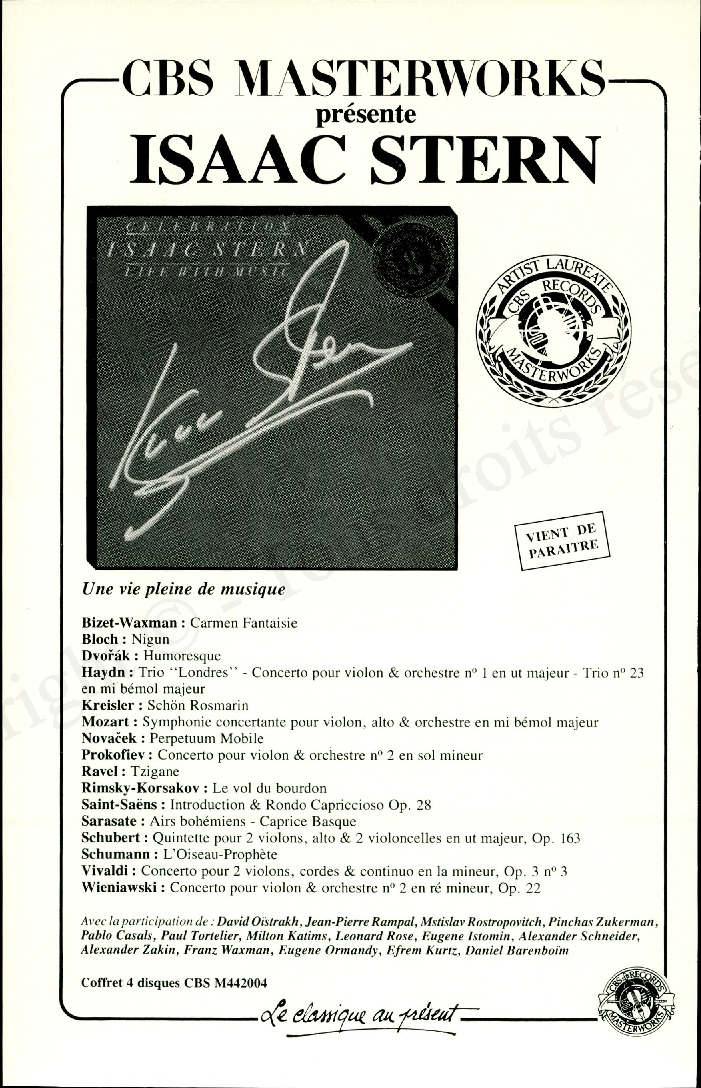 CBS MASTERWORKS
présente
ISAAC STERN
CELEBRATION
ISAAC STERN
LIFE WITH MUSIC
Isaac Stern
ARTIST LAUREATE
CBS RECORDS
MASTERWORKS
VIENT DE
PARAITRE
Une vie pleine de musique
Bizet-Waxman : Carmen Fantaisie
Bloch : Nigun
Dvořák : Humoresque
Haydn : Trio “Londres” - Concerto pour violon & orchestre nº 1 en ut majeur - Trio nº 23
en mi bémol majeur
Kreisler : Schön Rosmarin
Mozart : Symphonie concertante pour violon, alto & orchestre en mi bémol majeur
Novaček : Perpetuum Mobile
Prokofiev : Concerto pour violon & orchestre nº 2 en sol mineur
Ravel : Tzigane
Rimsky-Korsakov : Le vol du bourdon
Saint-Saëns : Introduction & Rondo Capriccioso Op. 28
Sarasate : Airs bohémiens - Caprice Basque
Schubert : Quintette pour 2 violons, alto & 2 violoncelles en ut majeur, Op. 163
Schumann : L'Oiseau-Prophète
Vivaldi : Concerto pour 2 violons, cordes & continuo en la mineur, Op. 3 nº 3
Wieniawski : Concerto pour violon & orchestre nº 2 en ré mineur, Op. 22
Avec la participation de : David Oïstrakh, Jean-Pierre Rampal, Mstislav Rostropovitch, Pinchas Zukerman,
Pablo Casals, Paul Tortelier, Milton Katims, Leonard Rose, Eugene Istomin, Alexander Schneider,
Alexander Zakin, Franz Waxman, Eugene Ormandy, Efrem Kurtz, Daniel Barenboïm
Coffret 4 disques CBS M442004
Le classique au présent
CBS RECORDS
MASTERWORKS
right © - Tous droits rése